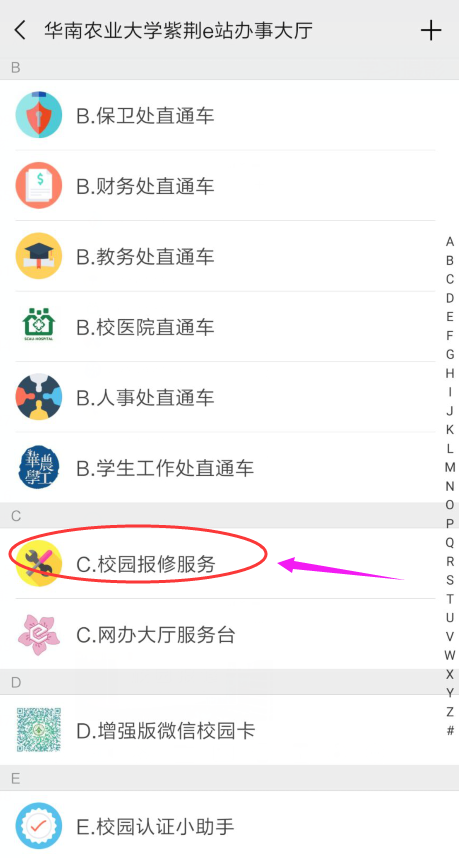 华南农业大学紫荆e站办事大厅
B
B.保卫处直通车
B.财务处直通车
B.教务处直通车
SCAU HOSPITAL
B.校医院直通车
B.人事处直通车
華農
學工
B.学生工作处直通车
C
C.校园报修服务
C.网办大厅服务台
D
D.增强版微信校园卡
E
E.校园认证小助手
A
B
C
D
E
F
G
H
I
J
K
L
M
N
O
P
Q
R
S
T
U
V
W
X
Y
Z
#